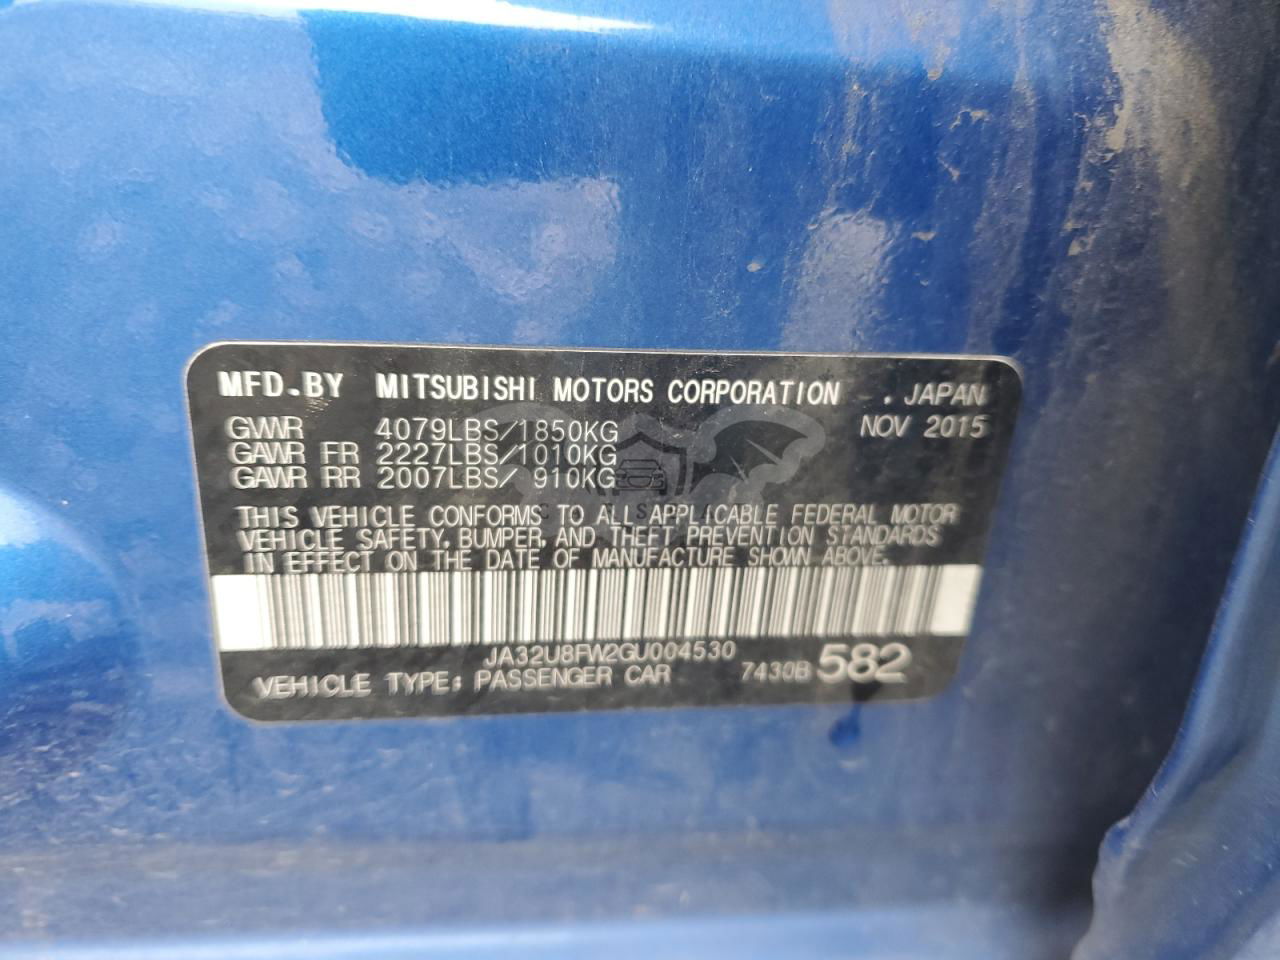 MFD.BY MITSUBISHI MOTORS CORPORATION . JAPAN
GVWR 4079LBS/1850KG NOV 2015
GAWR FR 2227LBS/1010KG
GAWR RR 2007LBS/ 910KG
THIS VEHICLE CONFORMS TO ALL APPLICABLE FEDERAL MOTOR
VEHICLE SAFETY, BUMPER, AND THEFT PREVENTION STANDARDS
IN EFFECT ON THE DATE OF MANUFACTURE SHOWN ABOVE.
JA32U8FW2GU004530
VEHICLE TYPE: PASSENGER CAR 7430B 582